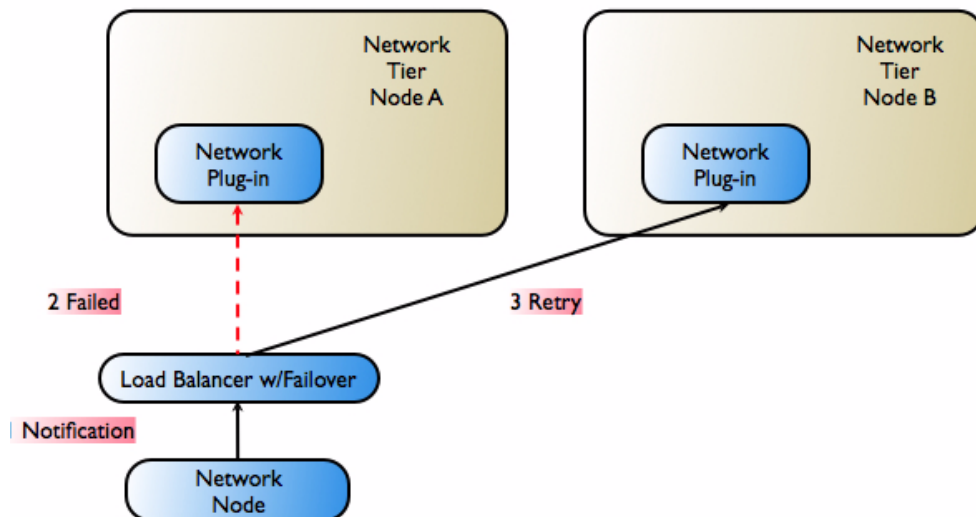 Network
Tier
Node A
Network
Tier
Node B
Network
Plug-in
Network
Plug-in
2 Failed
3 Retry
Load Balancer w/Failover
Notification
Network
Node